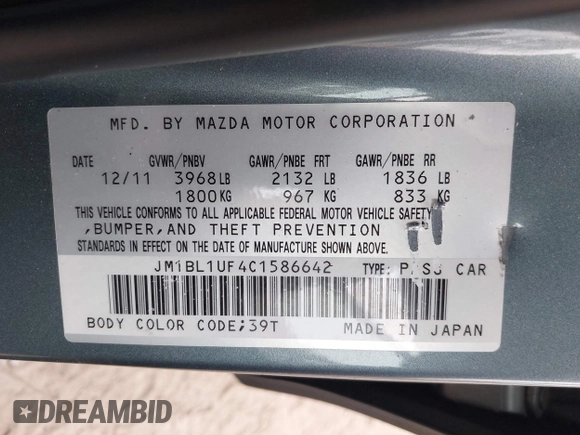 MFD. BY MAZDA MOTOR CORPORATION
DATE GVWR/PNBV GAWR/PNBE FRT GAWR/PNBE RR
12/11 3968 LB 2132 LB 1836 LB
1800 KG 967 KG 833 KG
THIS VEHICLE CONFORMS TO ALL APPLICABLE FEDERAL MOTOR VEHICLE SAFETY
,BUMPER,AND THEFT PREVENTION
STANDARDS IN EFFECT ON THE DATE OF MANUFACTURE SHOWN ABOVE.
JM1BL1UF4C1586642 TYPE: CAR
BODY COLOR CODE;39T MADE IN JAPAN
DREAMBID